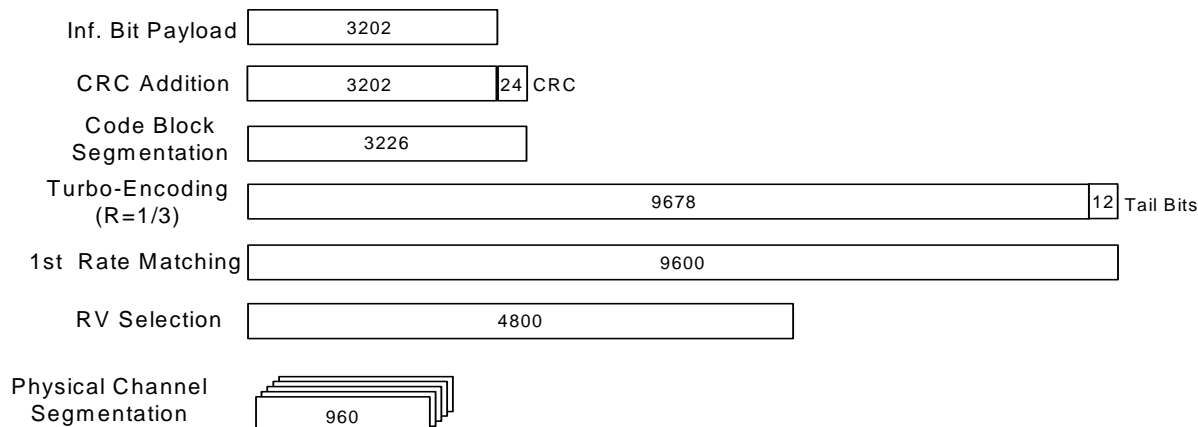 Inf. Bit Payload 3202
CRC Addition 3202 24 CRC
Code Block
Segmentation 3226
Turbo-Encoding
(R=1/3) 9678 12 Tail Bits
1st Rate Matching 9600
RV Selection 4800
Physical Channel
Segmentation 960